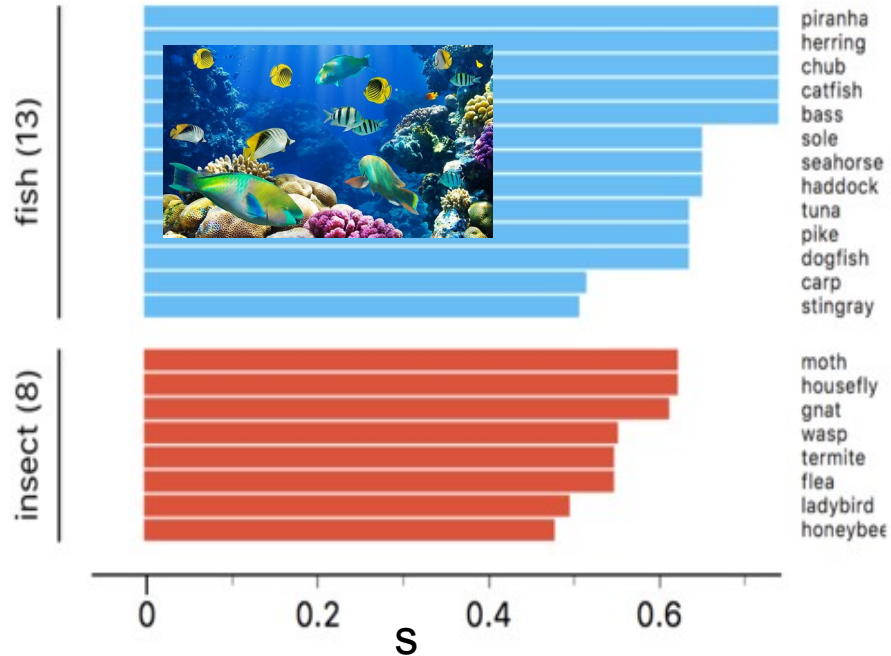 fish (13)
piranha
herring
chub
catfish
bass
sole
seahorse
haddock
tuna
pike
dogfish
carp
stingray
insect (8)
moth
housefly
gnat
wasp
termite
flea
ladybird
honeybee
0 0.2 0.4 0.6
s